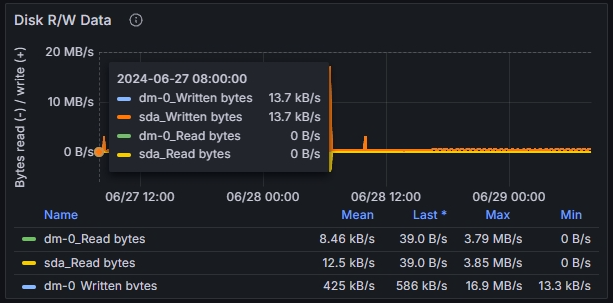 Disk R/W Data
Bytes read (-) / write (+)
20 MB/s
10 MB/s
0 B/s
2024-06-27 08:00:00
dm-0_Written bytes 13.7 kB/s
sda_Written bytes 13.7 kB/s
dm-0_Read bytes 0 B/s
sda_Read bytes 0 B/s
06/27 12:00 06/28 00:00 06/28 12:00 06/29 00:00
Name Mean Last * Max Min
dm-0_Read bytes 8.46 kB/s 39.0 B/s 3.79 MB/s 0 B/s
sda_Read bytes 12.5 kB/s 39.0 B/s 3.85 MB/s 0 B/s
dm-0_Written bytes 425 kB/s 586 kB/s 16.9 MB/s 13.3 kB/s